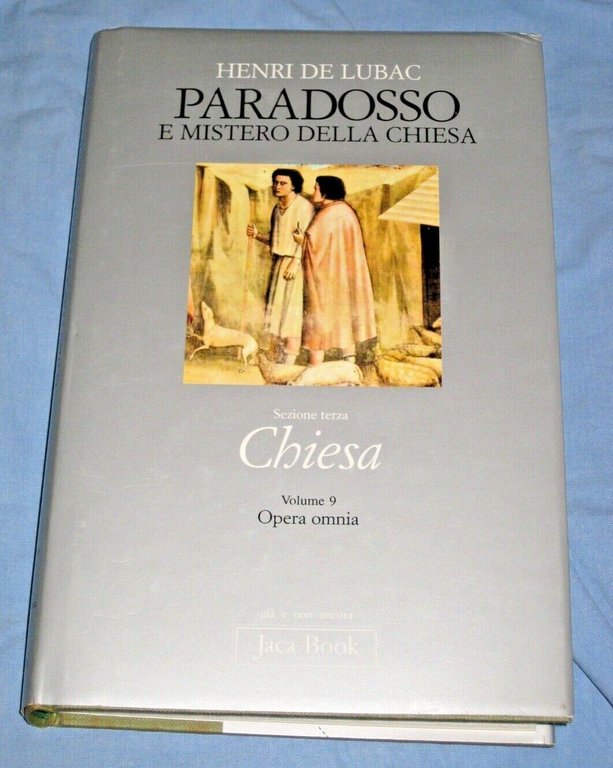 HENRI DE LUBAC
PARADOSSO
E MISTERO DELLA CHIESA
Sezione terza
Chiesa
Volume 9
Opera omnia
già e non ancora
Jaca Book